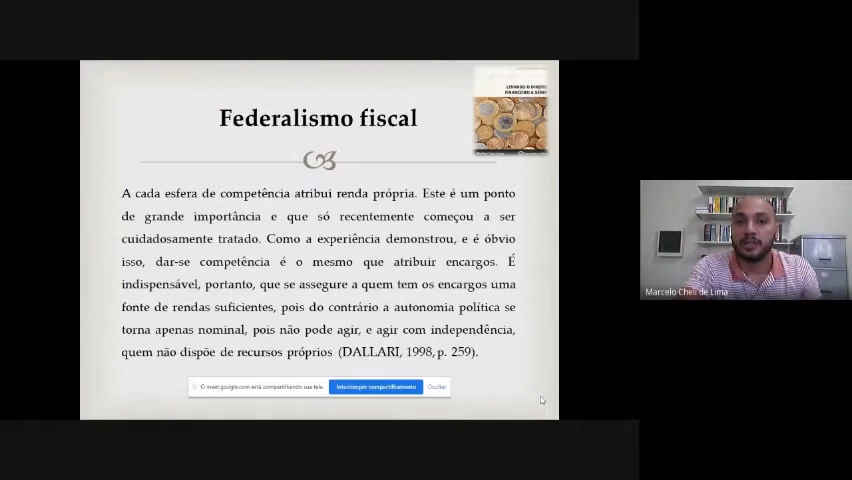 LEVANDO O DIREITO
FINANCEIRO A SÉRIO
Federalismo fiscal
A cada esfera de competência atribui renda própria. Este é um ponto
de grande importância e que só recentemente começou a ser
cuidadosamente tratado. Como a experiência demonstrou, e é óbvio
isso, dar-se competência é o mesmo que atribuir encargos. É
indispensável, portanto, que se assegure a quem tem os encargos uma
fonte de rendas suficientes, pois do contrário a autonomia política se
torna apenas nominal, pois não pode agir, e agir com independência,
quem não dispõe de recursos próprios (DALLARI, 1998, p. 259).
O meet.google.com está compartilhando sua tela.
Interromper compartilhamento
Ocultar
Marcelo Cheli de Lima